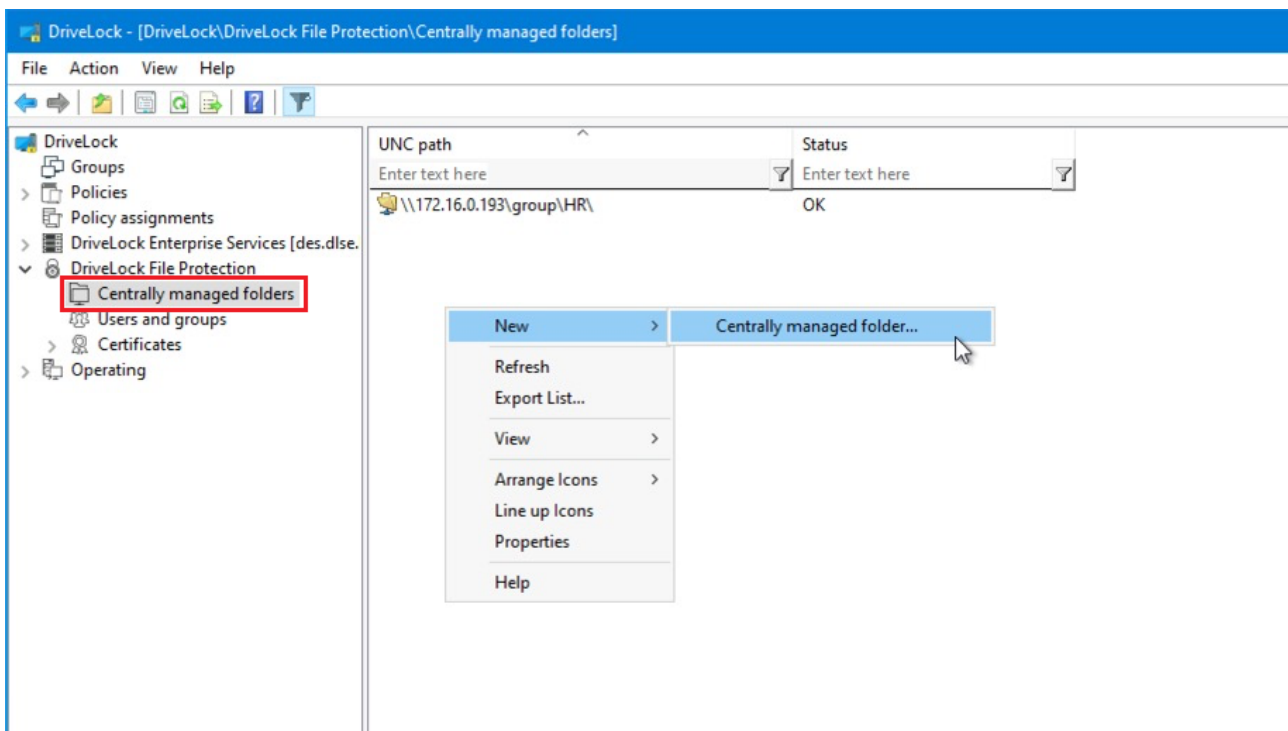 DriveLock - [DriveLock\DriveLock File Protection\Centrally managed folders]
File Action View Help
DriveLock
Groups
Policies
Policy assignments
DriveLock Enterprise Services [des.dlse.
DriveLock File Protection
Centrally managed folders
Users and groups
Certificates
Operating
UNC path Status
Enter text here Enter text here
\\172.16.0.193\group\HR\ OK
New Centrally managed folder...
Refresh
Export List...
View
Arrange Icons
Line up Icons
Properties
Help